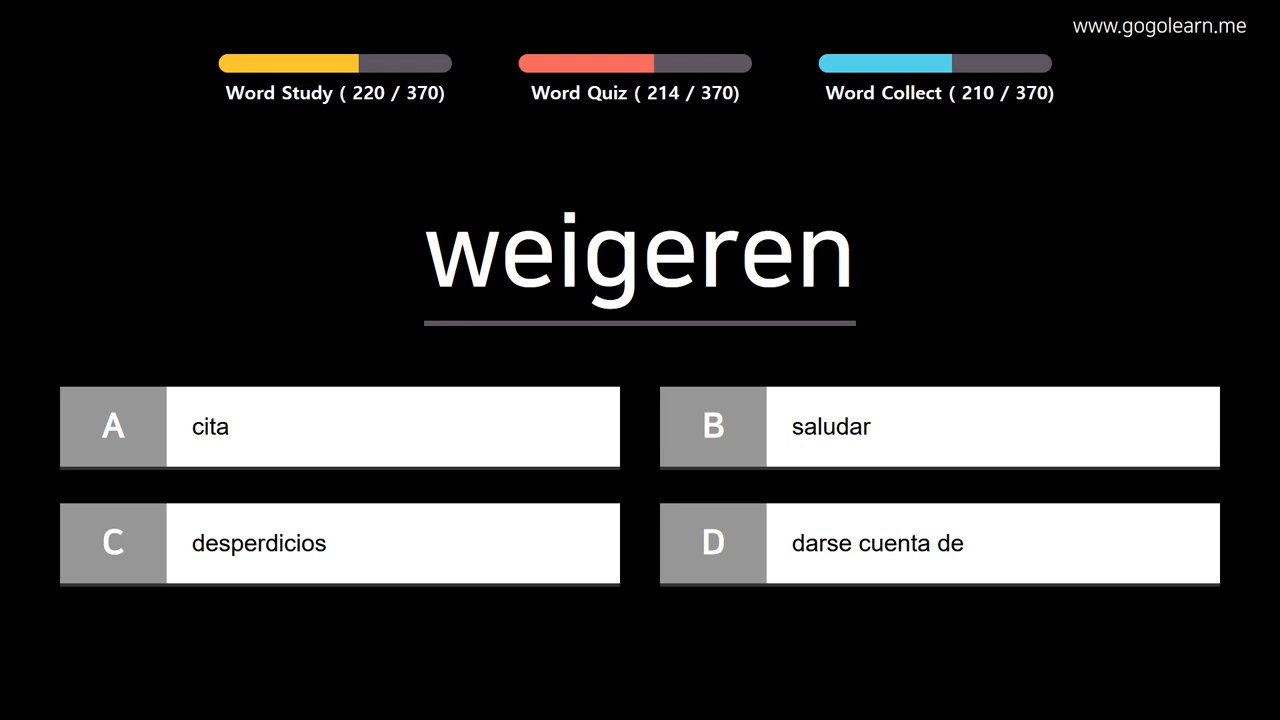 www.gogolearn.me
Word Study ( 220 / 370)
Word Quiz ( 214 / 370)
Word Collect ( 210 / 370)
weigeren
A cita
B saludar
C desperdicios
D darse cuenta de